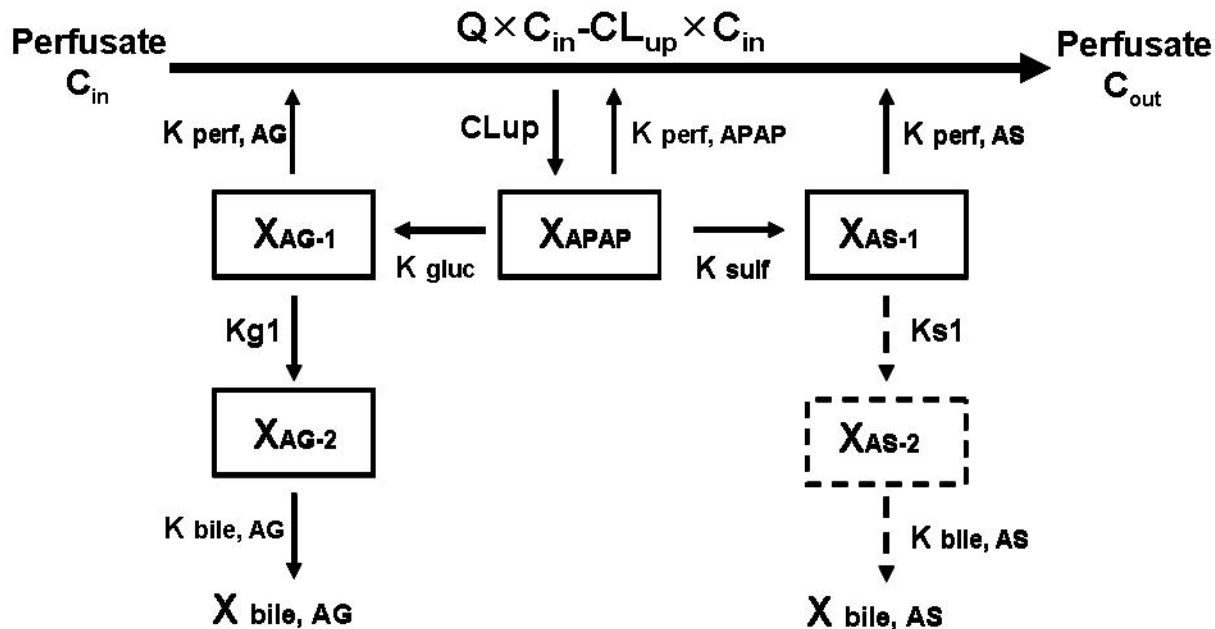 Q×Cin-CLup×Cin
Perfusate
Cin
Perfusate
Cout
K perf, AG
CLup
K perf, APAP
K perf, AS
XAG-1
XAPAP
XAS-1
K gluc
K sulf
Kg1
Ks1
XAG-2
XAS-2
K bile, AG
K bile, AS
X bile, AG
X bile, AS